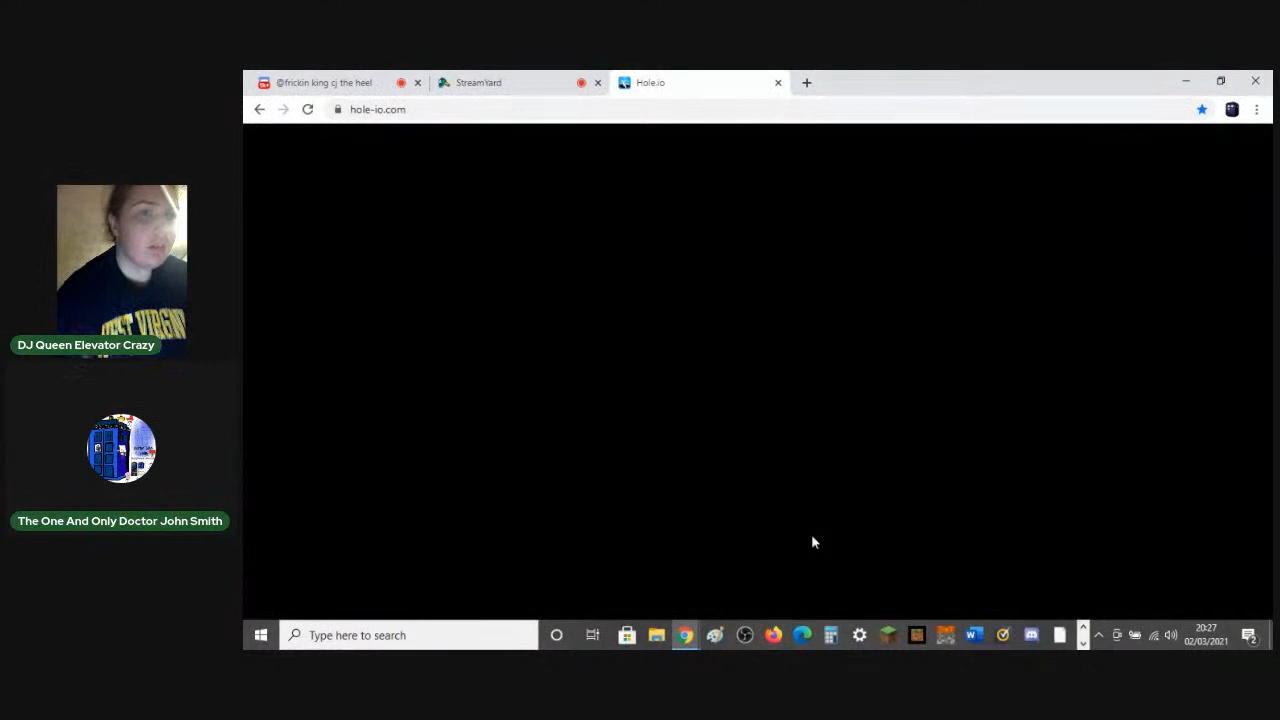 @frickin king cj the heel
StreamYard
Hole.io
hole-io.com
DJ Queen Elevator Crazy
The One And Only Doctor John Smith
Type here to search
20:27
02/03/2021
2